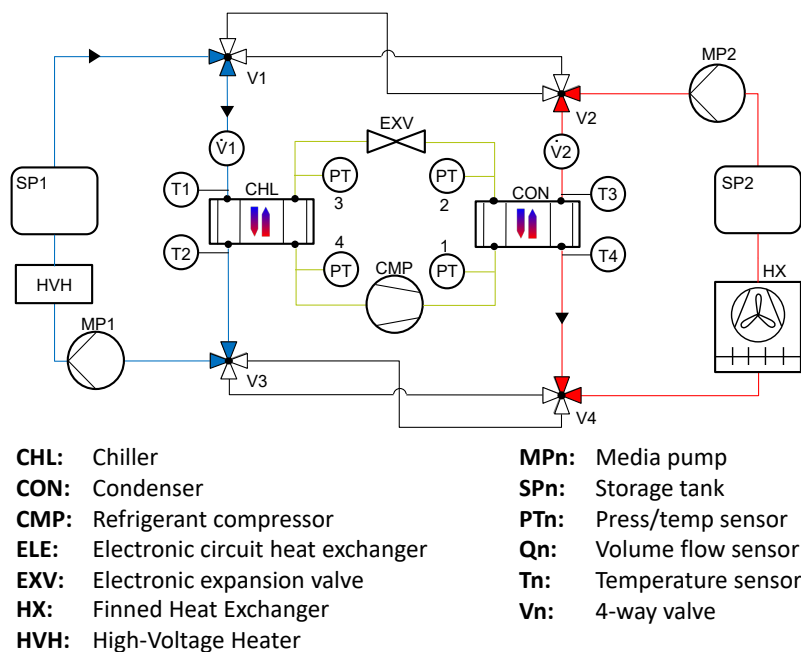 MP2
V1
V2
EXV
V̇1
V̇2
SP1
PT
PT
SP2
T1
CHL
CON
T3
3
2
T2
4
1
T4
HVH
PT
CMP
PT
HX
MP1
V3
V4
CHL: Chiller
CON: Condenser
CMP: Refrigerant compressor
ELE: Electronic circuit heat exchanger
EXV: Electronic expansion valve
HX: Finned Heat Exchanger
HVH: High-Voltage Heater
MPn: Media pump
SPn: Storage tank
PTn: Press/temp sensor
Qn: Volume flow sensor
Tn: Temperature sensor
Vn: 4-way valve